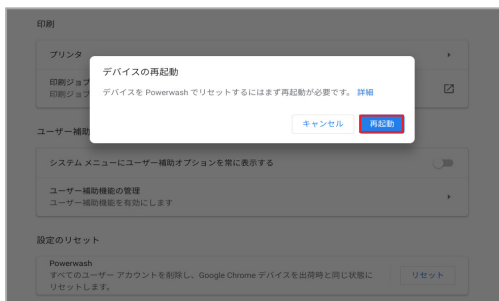 印刷
プリンタ
デバイスの再起動
印刷ジョブ
印刷ジョブ
デバイスを Powerwash でリセットするにはまず再起動が必要です。 詳細
キャンセル
再起動
ユーザー補助
システム メニューにユーザー補助オプションを常に表示する
ユーザー補助機能の管理
ユーザー補助機能を有効にします
設定のリセット
Powerwash
すべてのユーザー アカウントを削除し、Google Chrome デバイスを出荷時と同じ状態に
リセットします。
リセット